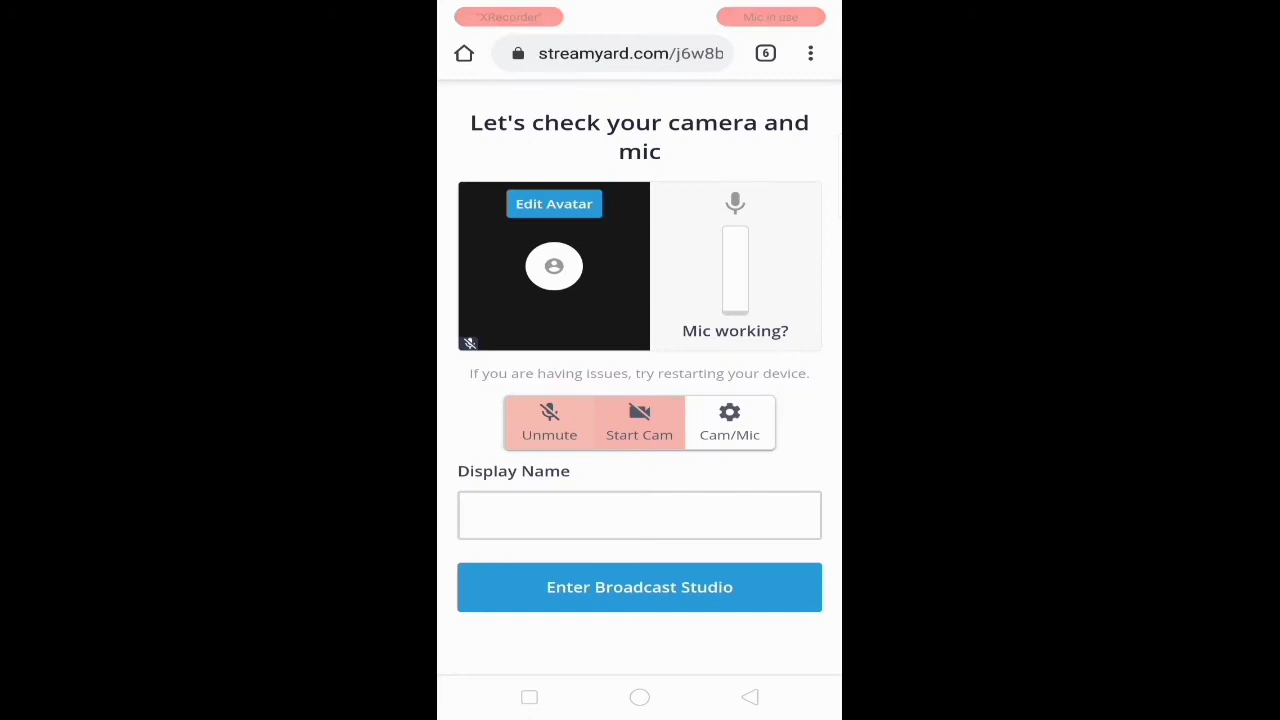 "XRecorder" Mic in use
streamyard.com/j6w8b 6
Let's check your camera and
mic
Edit Avatar
Mic working?
If you are having issues, try restarting your device.
Unmute Start Cam Cam/Mic
Display Name
Enter Broadcast Studio